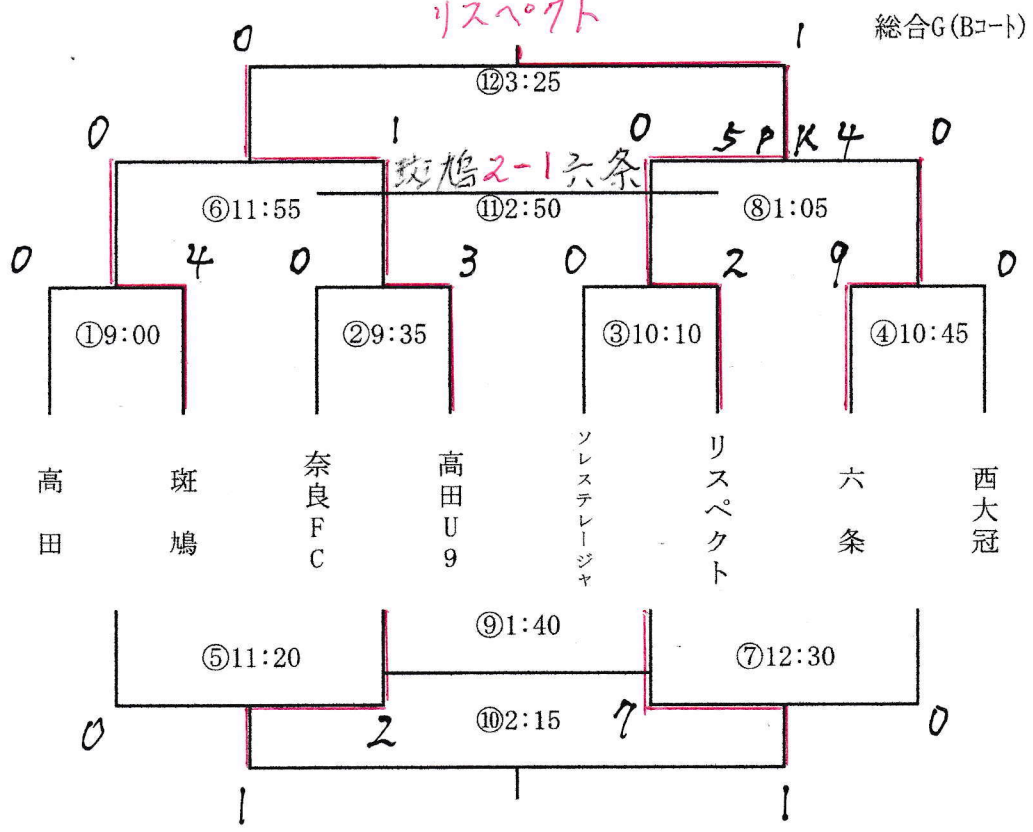 リスペクト
総合G(Bコート)
0 1
⑫3:25
0 1 0 5 PK 4 0
斑鳩2-1六条
⑥11:55 ⑪2:50 ⑧1:05
0 4 0 3 0 2 9 0
①9:00 ②9:35 ③10:10 ④10:45
高田
斑鳩
奈良FC
高田U9
ソレステレージャ
リスペクト
六条
西大冠
⑨1:40
⑤11:20 ⑦12:30
0 2 ⑩2:15 7 0
1 1